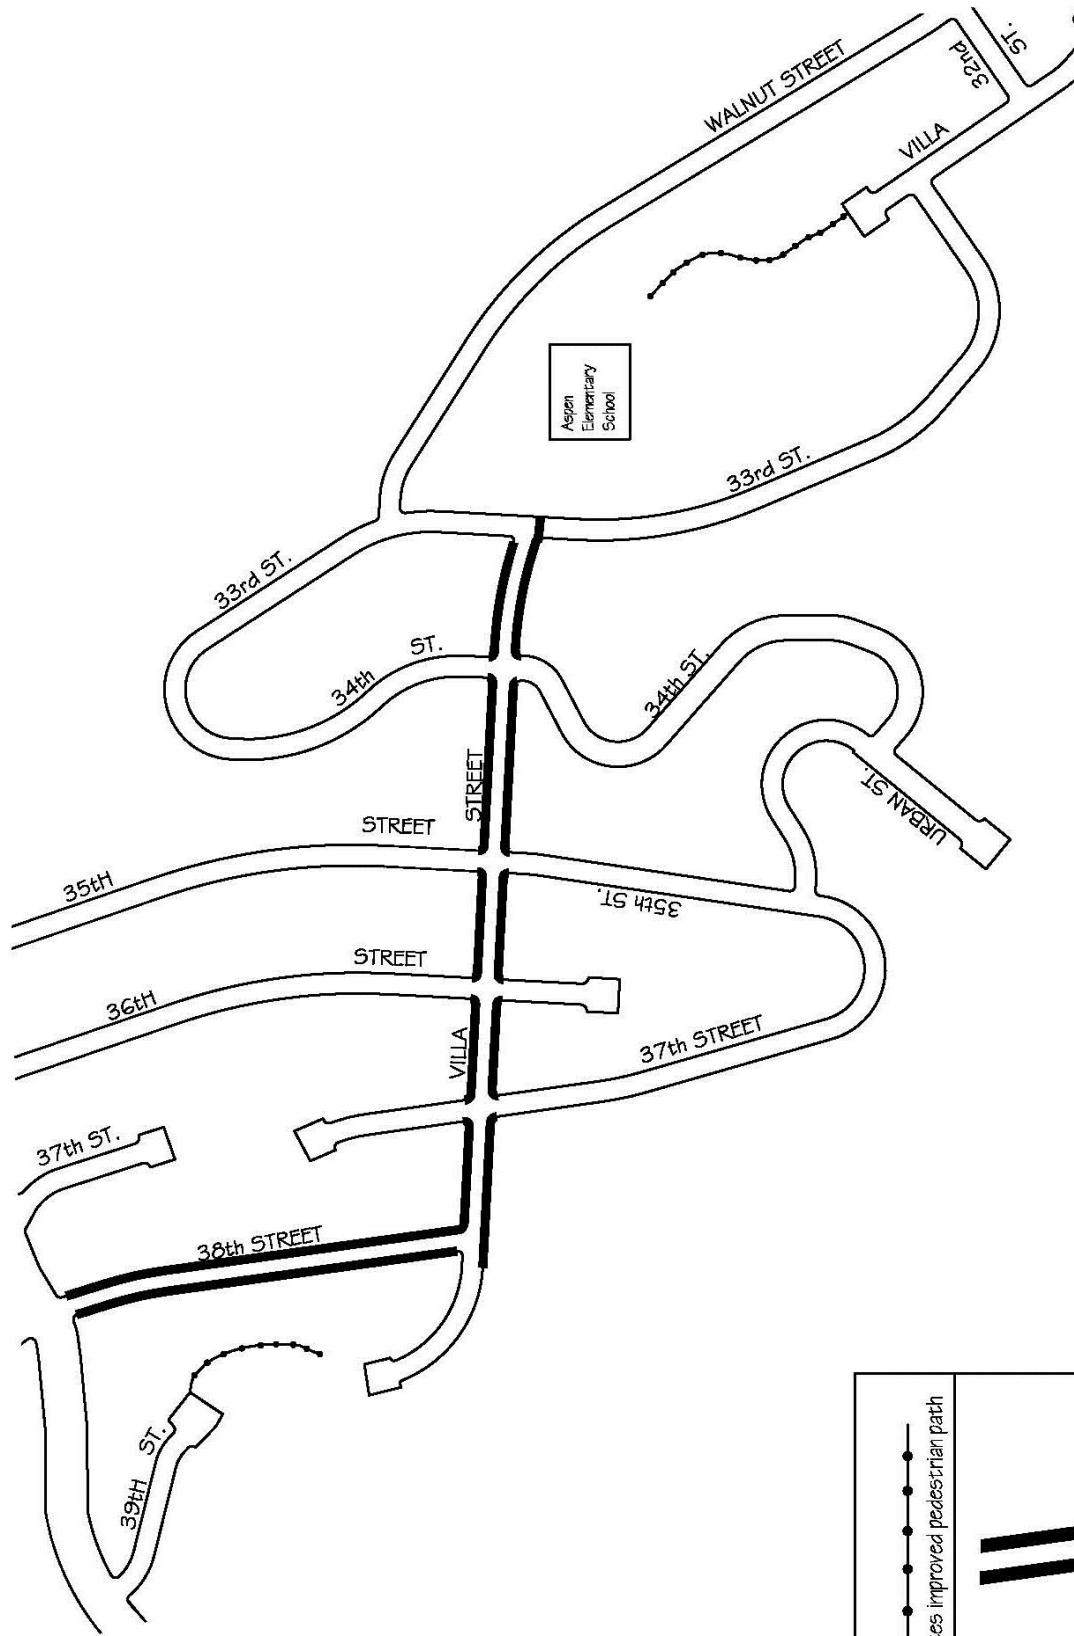 WALNUT STREET
32nd
ST.
VILLA
Aspen
Elementary
School
33rd ST.
33rd ST.
34th
ST.
34th ST.
STREET
URBAN ST.
STREET
35tH
35th ST.
STREET
36tH
VILLA
37th STREET
37th ST.
38th STREET
39tH
ST.
improved pedestrian path